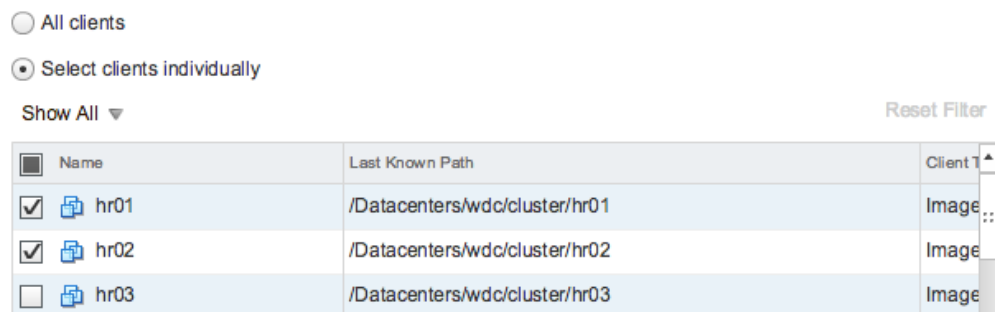 All clients
Select clients individually
Show All Reset Filter
Name Last Known Path Client T
hr01 /Datacenters/wdc/cluster/hr01 Image
hr02 /Datacenters/wdc/cluster/hr02 Image
hr03 /Datacenters/wdc/cluster/hr03 Image